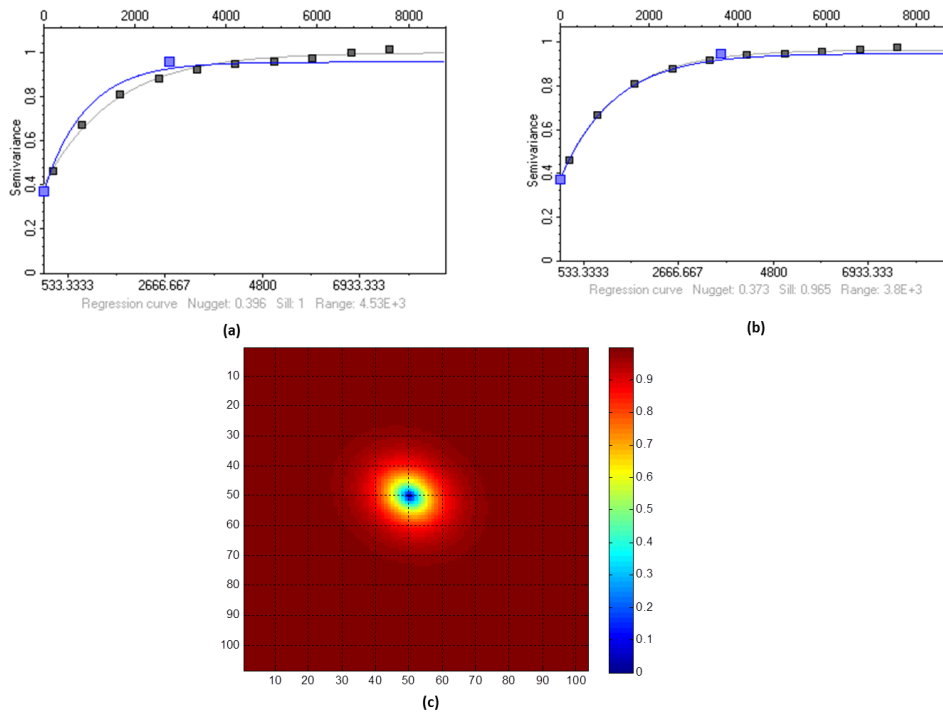 0 2000 4000 6000 8000
Semivariance
1
0.8
0.6
0.4
0.2
0
533.3333 2666.667 4800 6933.333
Regression curve Nugget: 0.396 Sill: 1 Range: 4.53E+3
(a)
0 2000 4000 6000 8000
Semivariance
1
0.8
0.6
0.4
0.2
0
533.3333 2666.667 4800 6933.333
Regression curve Nugget: 0.373 Sill: 0.965 Range: 3.8E+3
(b)
10
20
30
40
50
60
70
80
90
100
10 20 30 40 50 60 70 80 90 100
0.9
0.8
0.7
0.6
0.5
0.4
0.3
0.2
0.1
0
(c)